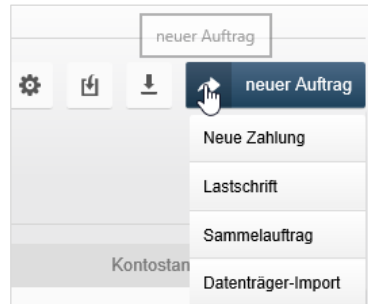 neuer Auftrag
neuer Auftrag
Neue Zahlung
Lastschrift
Sammelauftrag
Kontostan
Datenträger-Import